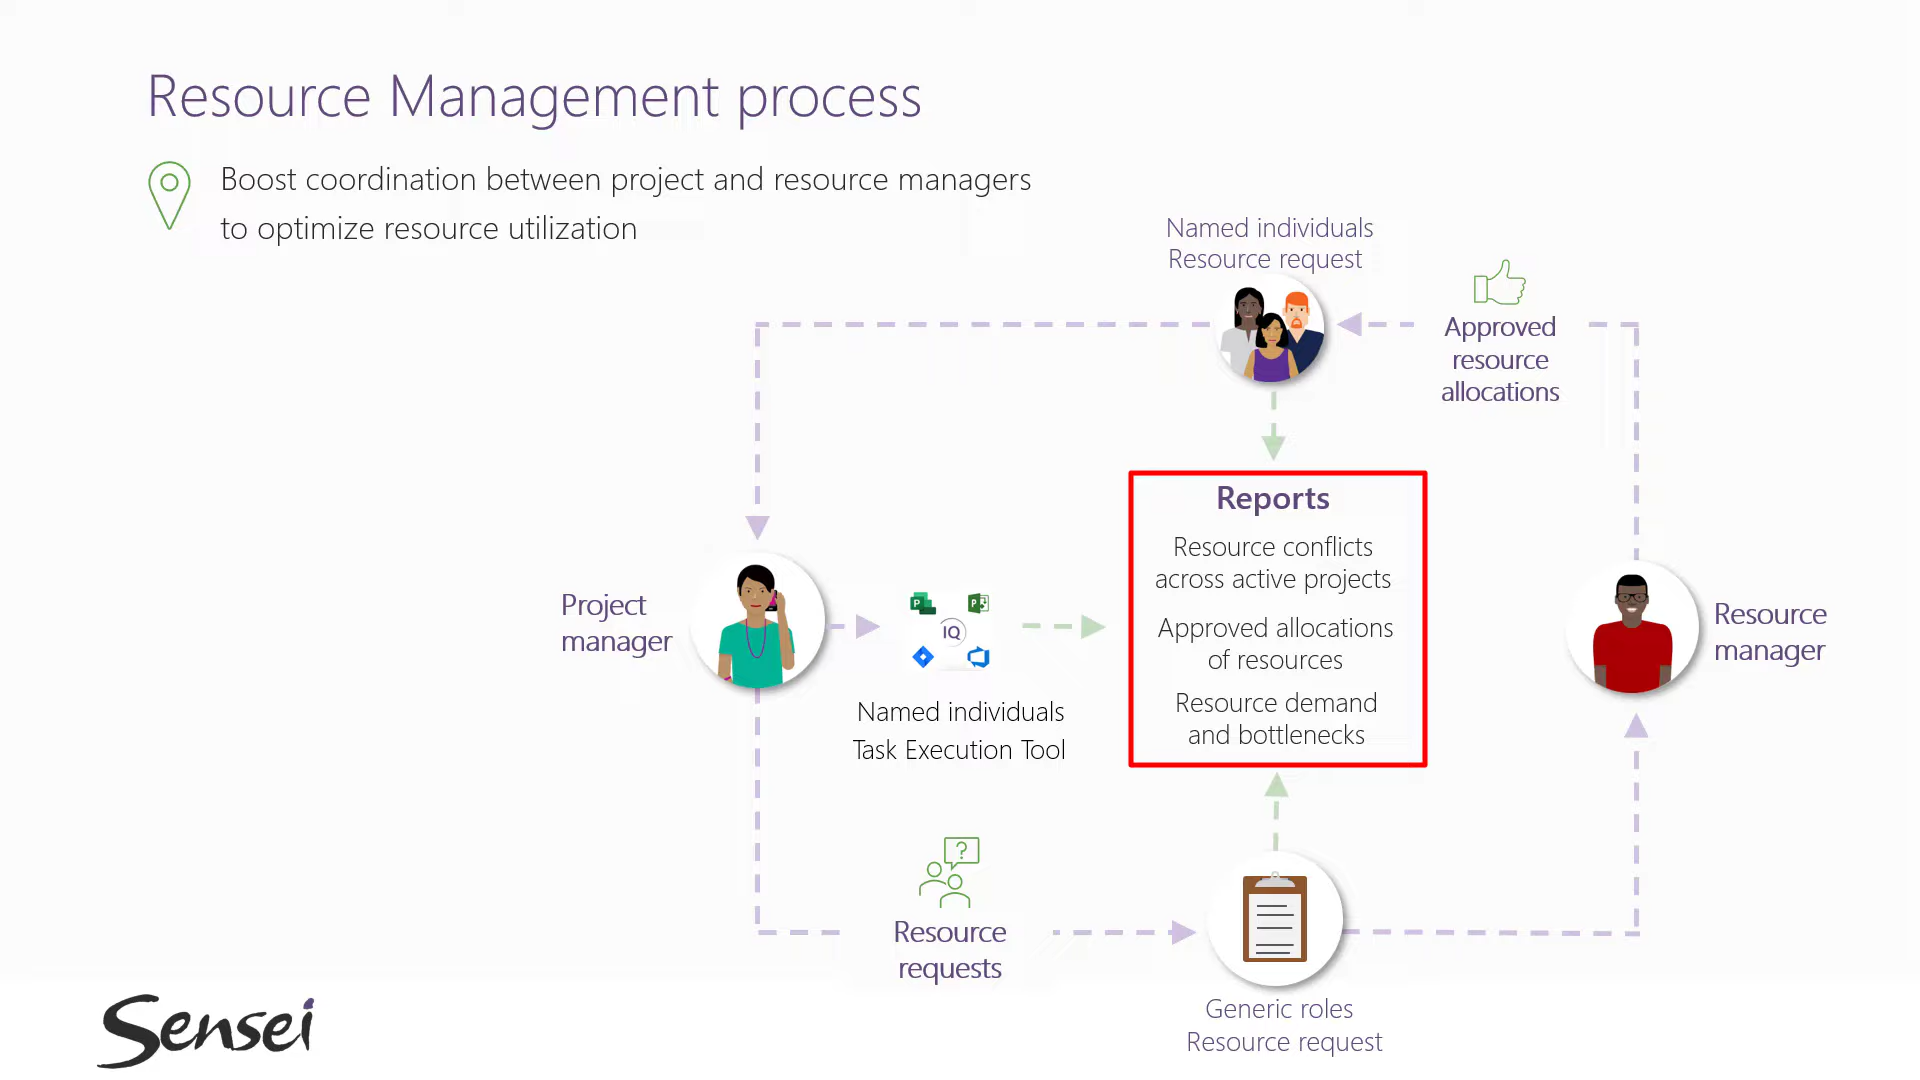 Resource Management process
Boost coordination between project and resource managers
to optimize resource utilization
Named individuals
Resource request
Approved
resource
allocations
Reports
Resource conflicts
across active projects
Approved allocations
of resources
Resource demand
and bottlenecks
Project
manager
P
P
IQ
Named individuals
Task Execution Tool
Resource
manager
?
Resource
requests
Generic roles
Resource request
Sensei